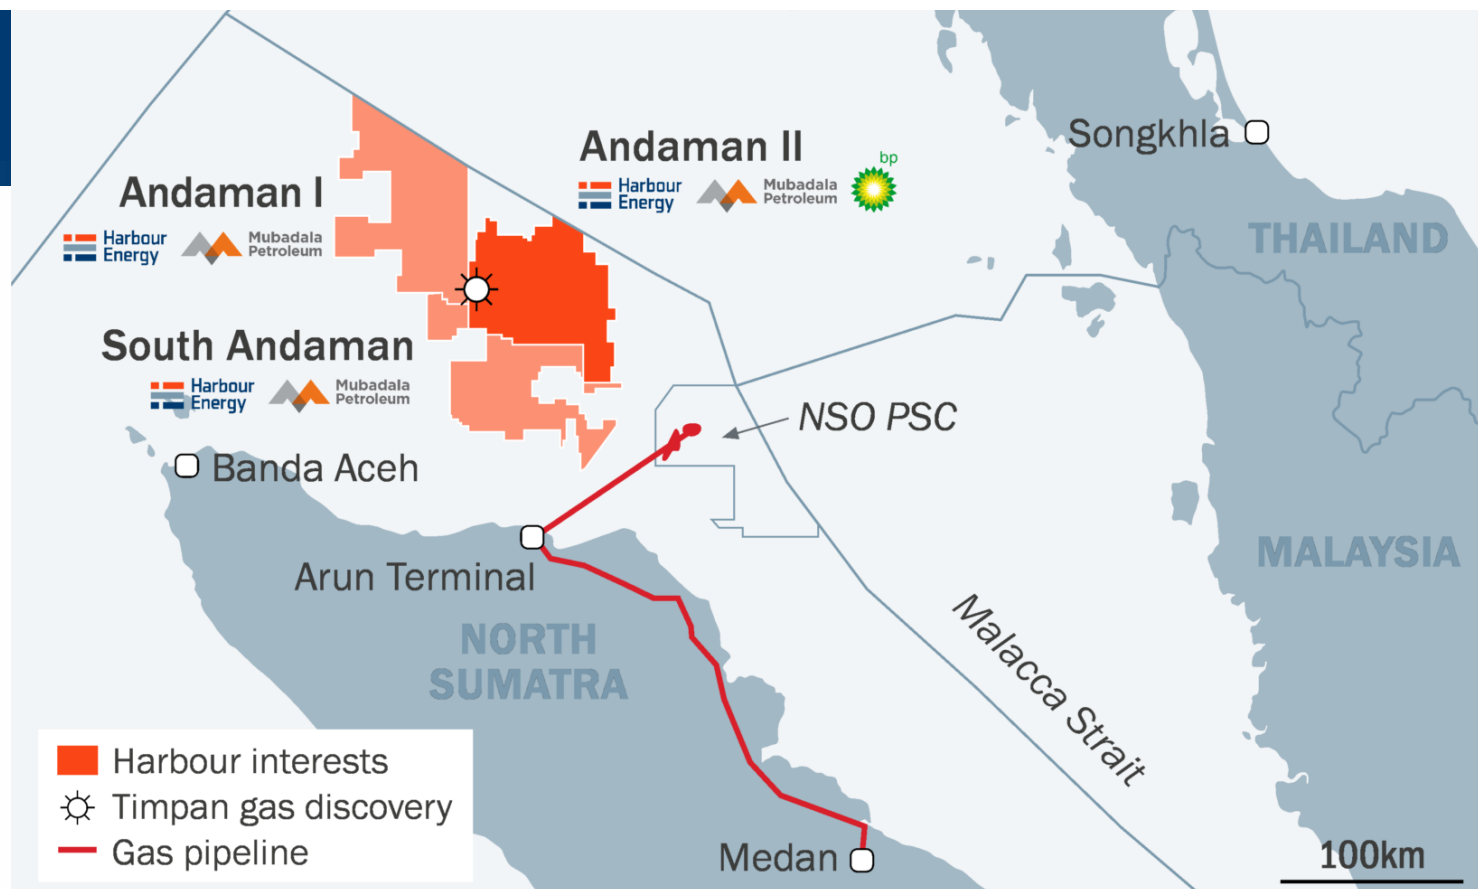 Songkhla
Andaman II
bp
Harbour
Energy
Mubadala
Petroleum
Andaman I
Harbour
Energy
Mubadala
Petroleum
THAILAND
South Andaman
Harbour
Energy
Mubadala
Petroleum
NSO PSC
Banda Aceh
Arun Terminal
MALAYSIA
NORTH
SUMATRA
Malacca Strait
Harbour interests
Timpan gas discovery
Gas pipeline
Medan
100km